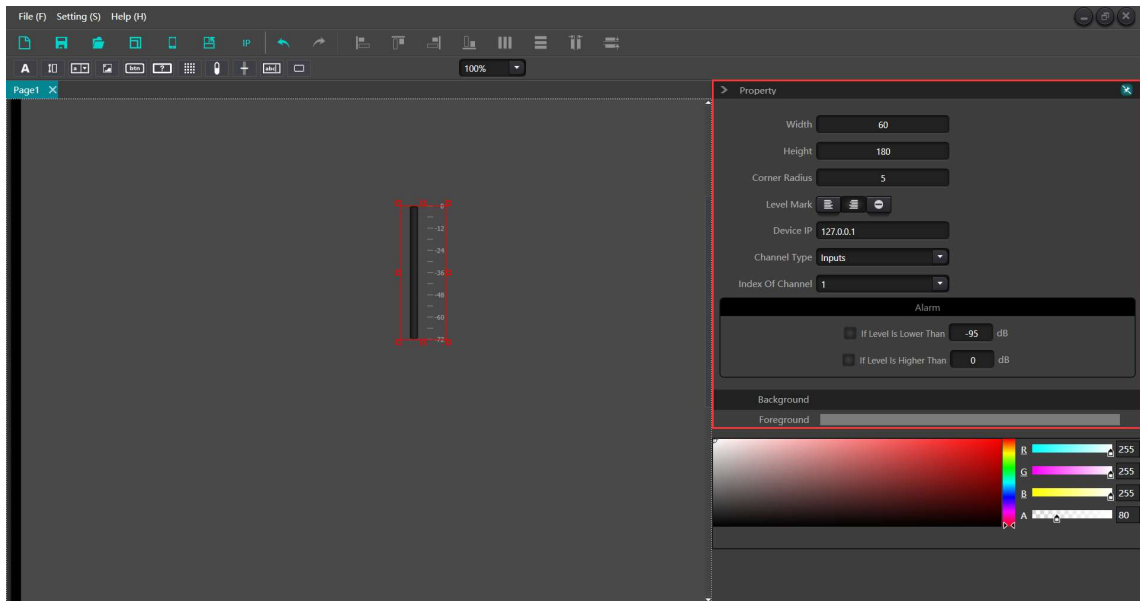 File (F) Setting (S) Help (H)
IP
A btn ? abc
100%
Page1
Property
Width 60
Height 180
Corner Radius 5
Level Mark
Device IP 127.0.0.1
Channel Type Inputs
Index Of Channel 1
Alarm
If Level Is Lower Than -95 dB
If Level Is Higher Than 0 dB
Background
Foreground
0
-12
-24
-36
-48
-60
-72
R 255
G 255
B 255
A 80